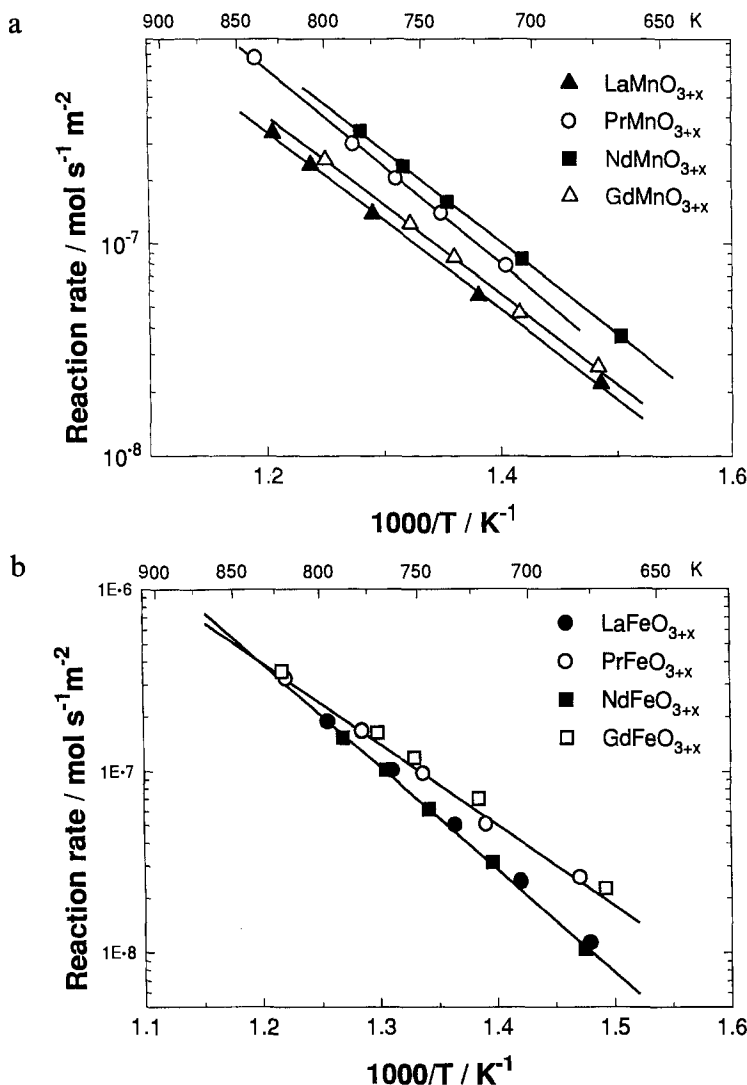 a
900 850 800 750 700 650 K
LaMnO3+x
PrMnO3+x
NdMnO3+x
GdMnO3+x
10-7
10-8
Reaction rate / mol s-1 m-2
1.1 1.2 1.4 1.6
1000/T / K-1
b
900 850 800 750 700 650 K
1E-6
LaFeO3+x
PrFeO3+x
NdFeO3+x
GdFeO3+x
1E-7
1E-8
Reaction rate / mol s-1m-2
1.1 1.2 1.3 1.4 1.5 1.6
1000/T / K-1